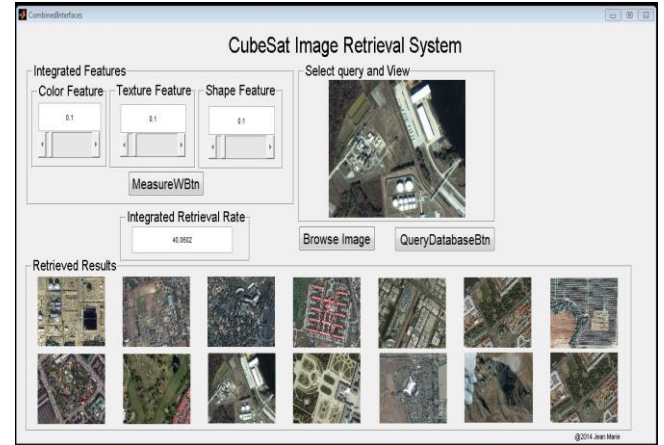 CombinedInterfaces
CubeSat Image Retrieval System
Integrated Features
Color Feature
Texture Feature
Shape Feature
0.1
0.1
0.1
MeasureWBtn
Select query and View
Integrated Retrieval Rate
40.0602
Browse Image
QueryDatabaseBtn
Retrieved Results
@2014 Jean Marie